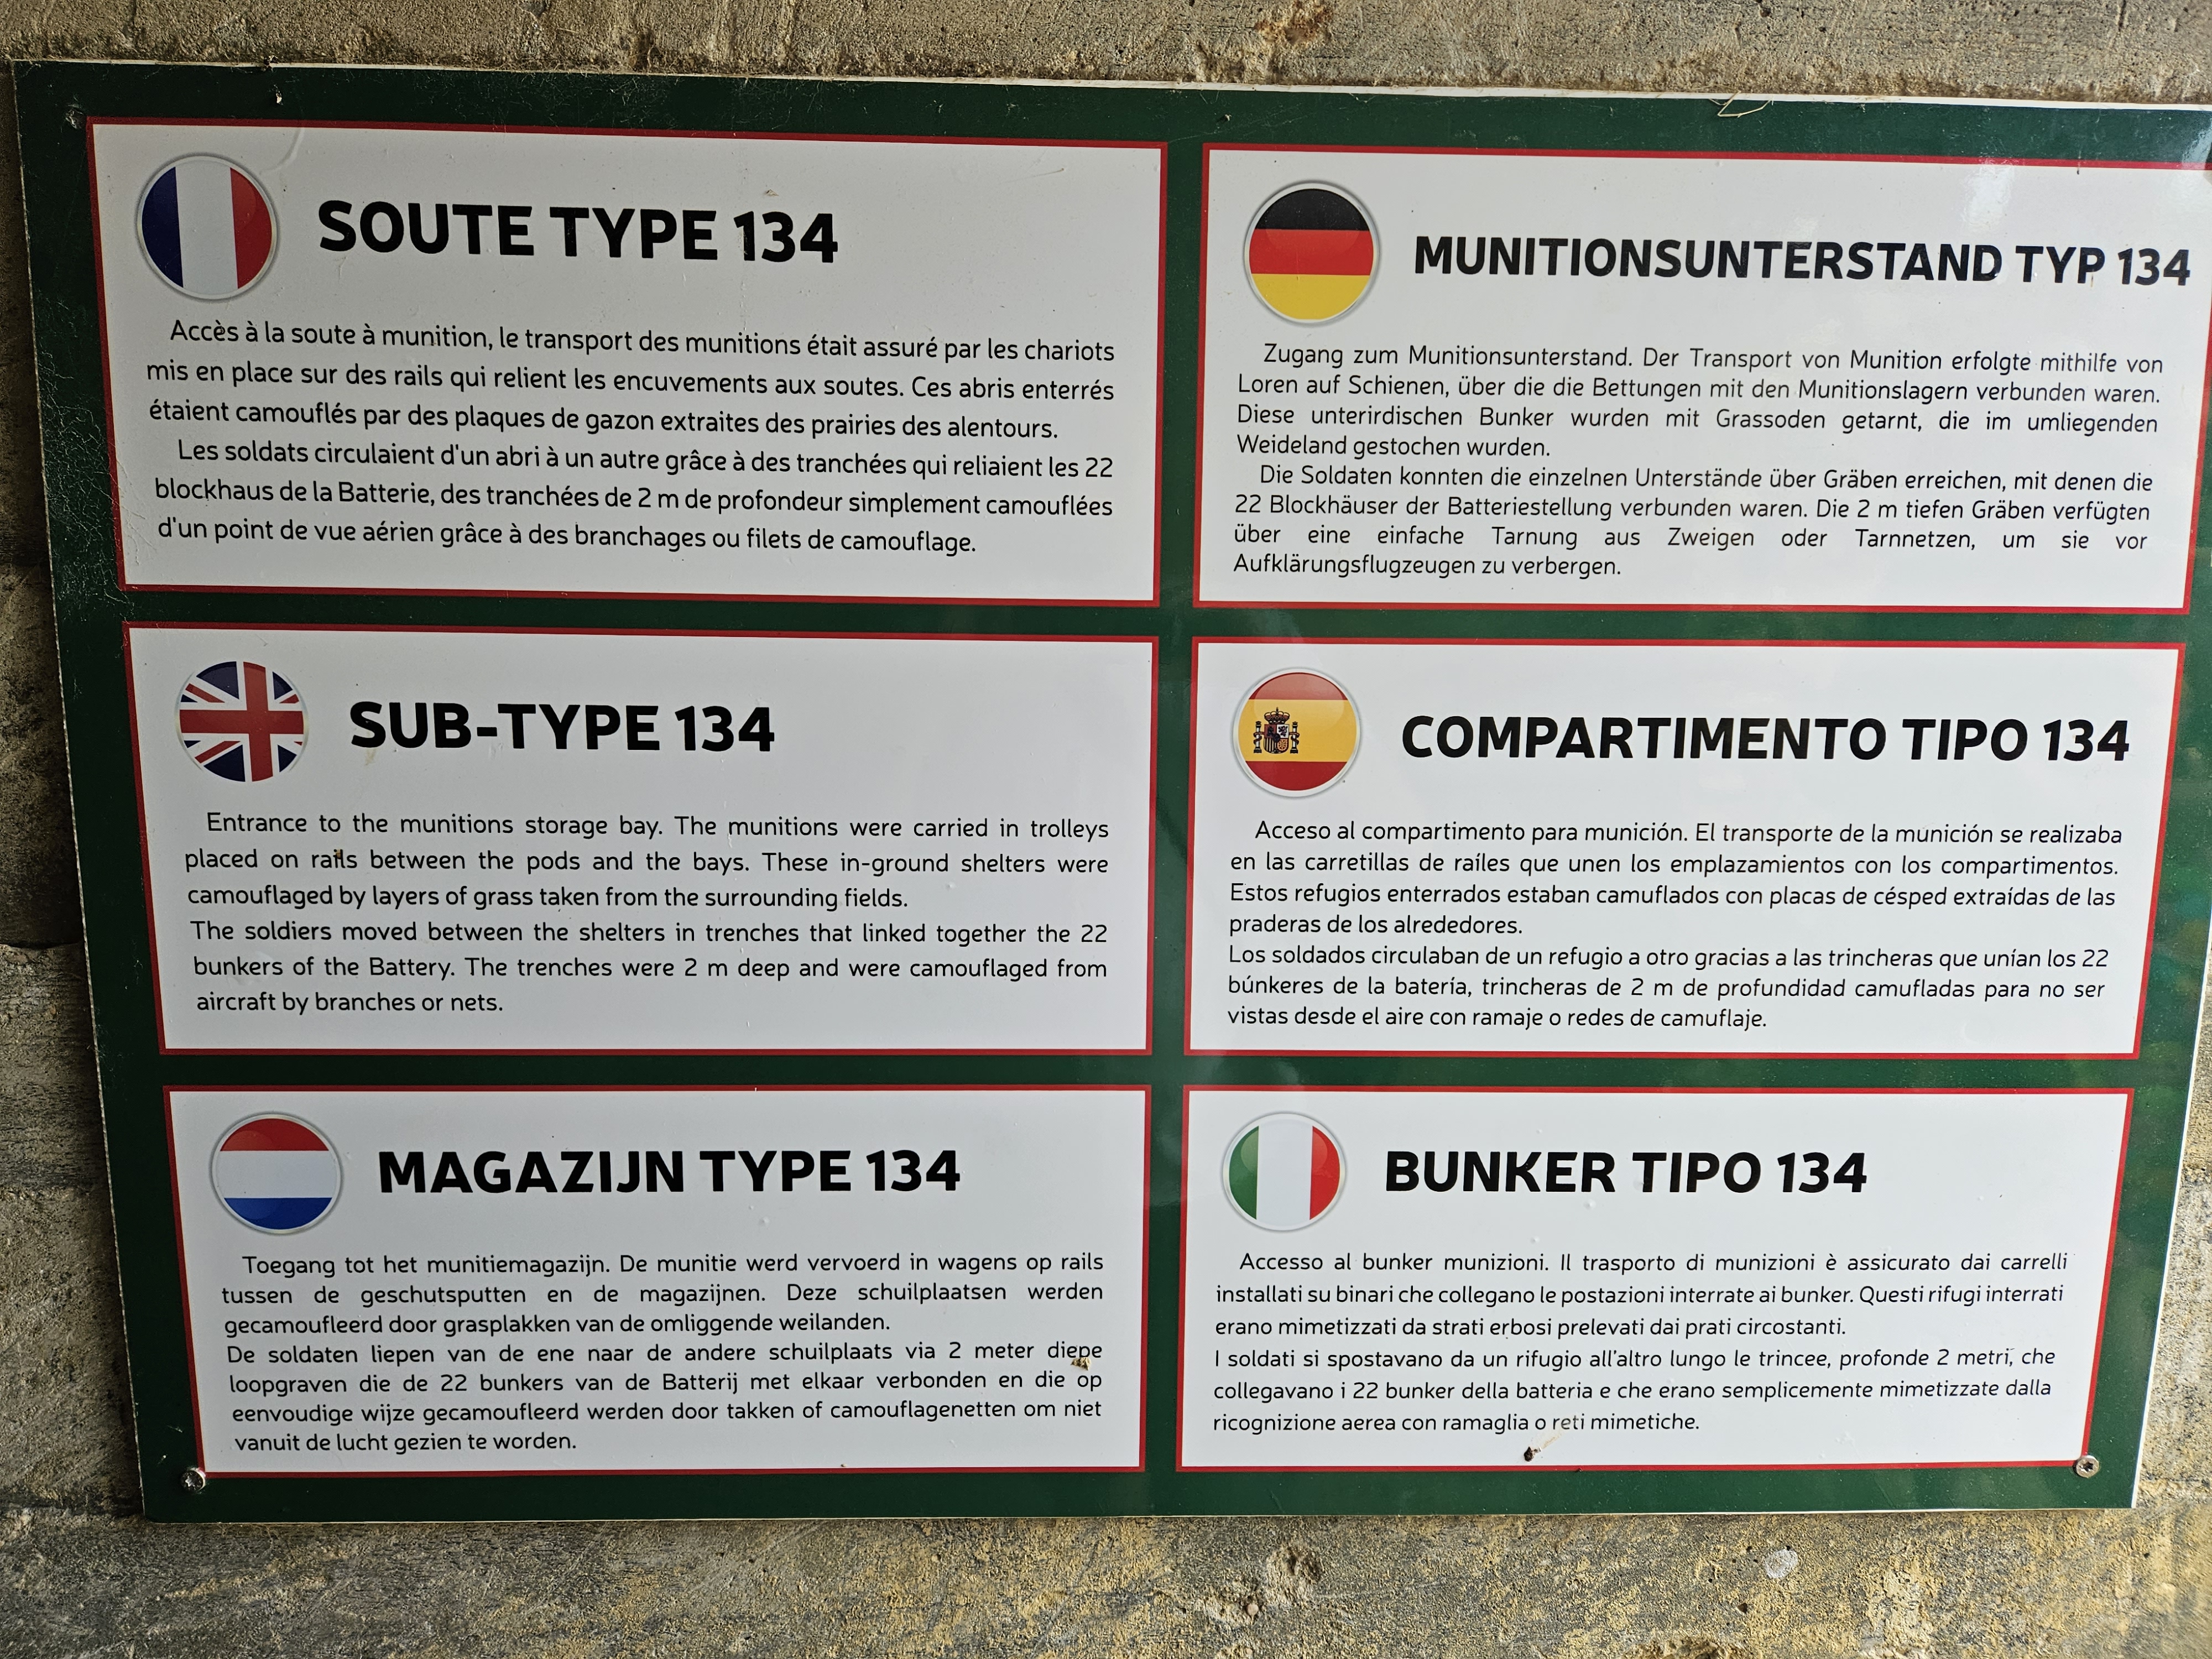 SOUTE TYPE 134
Accès à la soute à munition, le transport des munitions était assuré par les chariots
mis en place sur des rails qui relient les encuvements aux soutes. Ces abris enterrés
étaient camouflés par des plaques de gazon extraites des prairies des alentours.
Les soldats circulaient d'un abri à un autre grâce à des tranchées qui reliaient les 22
blockhaus de la Batterie, des tranchées de 2 m de profondeur simplement camouflées
d'un point de vue aérien grâce à des branchages ou filets de camouflage.
MUNITIONSUNTERSTAND TYP 134
Zugang zum Munitionsunterstand. Der Transport von Munition erfolgte mithilfe von
Loren auf Schienen, über die die Bettungen mit den Munitionslagern verbunden waren.
Diese unterirdischen Bunker wurden mit Grassoden getarnt, die im umliegenden
Weideland gestochen wurden.
Die Soldaten konnten die einzelnen Unterstände über Gräben erreichen, mit denen die
22 Blockhäuser der Batteriestellung verbunden waren. Die 2 m tiefen Gräben verfügten
über eine einfache Tarnung aus Zweigen oder Tarnnetzen, um sie vor
Aufklärungsflugzeugen zu verbergen.
SUB-TYPE 134
Entrance to the munitions storage bay. The munitions were carried in trolleys
placed on rails between the pods and the bays. These in-ground shelters were
camouflaged by layers of grass taken from the surrounding fields.
The soldiers moved between the shelters in trenches that linked together the 22
bunkers of the Battery. The trenches were 2 m deep and were camouflaged from
aircraft by branches or nets.
COMPARTIMENTO TIPO 134
Acceso al compartimento para munición. El transporte de la munición se realizaba
en las carretillas de raíles que unen los emplazamientos con los compartimentos.
Estos refugios enterrados estaban camuflados con placas de césped extraídas de las
praderas de los alrededores.
Los soldados circulaban de un refugio a otro gracias a las trincheras que unían los 22
búnkeres de la batería, trincheras de 2 m de profundidad camufladas para no ser
vistas desde el aire con ramaje o redes de camuflaje.
MAGAZIJN TYPE 134
Toegang tot het munitiemagazijn. De munitie werd vervoerd in wagens op rails
tussen de geschutsputten en de magazijnen. Deze schuilplaatsen werden
gecamoufleerd door grasplakken van de omliggende weilanden.
De soldaten liepen van de ene naar de andere schuilplaats via 2 meter diepe
loopgraven die de 22 bunkers van de Batterij met elkaar verbonden en die op
eenvoudige wijze gecamoufleerd werden door takken of camouflagenetten om niet
vanuit de lucht gezien te worden.
BUNKER TIPO 134
Accesso al bunker munizioni. Il trasporto di munizioni è assicurato dai carrelli
installati su binari che collegano le postazioni interrate ai bunker. Questi rifugi interrati
erano mimetizzati da strati erbosi prelevati dai prati circostanti.
I soldati si spostavano da un rifugio all'altro lungo le trincee, profonde 2 metri, che
collegavano i 22 bunker della batteria e che erano semplicemente mimetizzate dalla
ricognizione aerea con ramaglia o reti mimetiche.